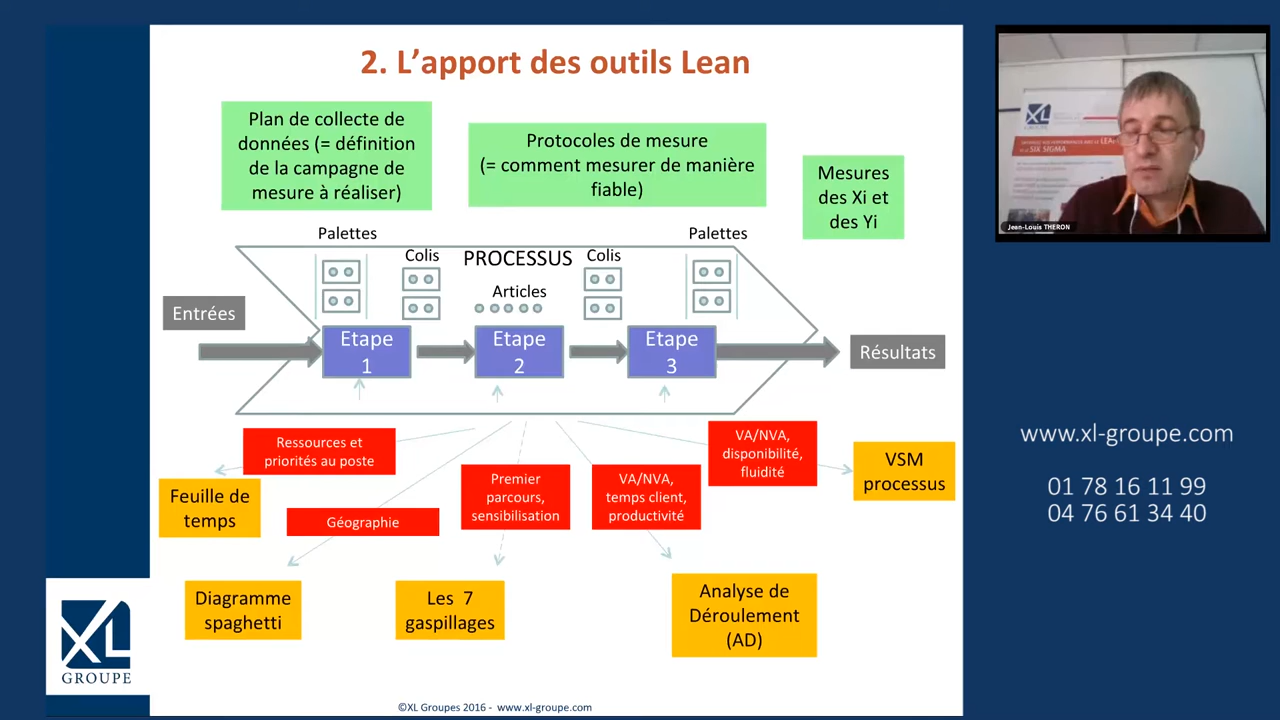 2. L’apport des outils Lean
Plan de collecte de
données (= définition
de la campagne de
mesure à réaliser)
Protocoles de mesure
(= comment mesurer de manière
fiable)
Mesures
des Xi et
des Yi
Palettes
Colis
PROCESSUS
Colis
Palettes
Articles
Entrées
Etape
1
Etape
2
Etape
3
Résultats
Ressources et
priorités au poste
Géographie
Premier
parcours,
sensibilisation
VA/NVA,
temps client,
productivité
VA/NVA,
disponibilité,
fluidité
Feuille de
temps
Diagramme
spaghetti
Les 7
gaspillages
Analyse de
Déroulement
(AD)
VSM
processus
XL
GROUPE
©XL Groupes 2016 - www.xl-groupe.com
XL
GROUPE
SIX SIGMA
Jean-Louis THERON
www.xl-groupe.com
01 78 16 11 99
04 76 61 34 40